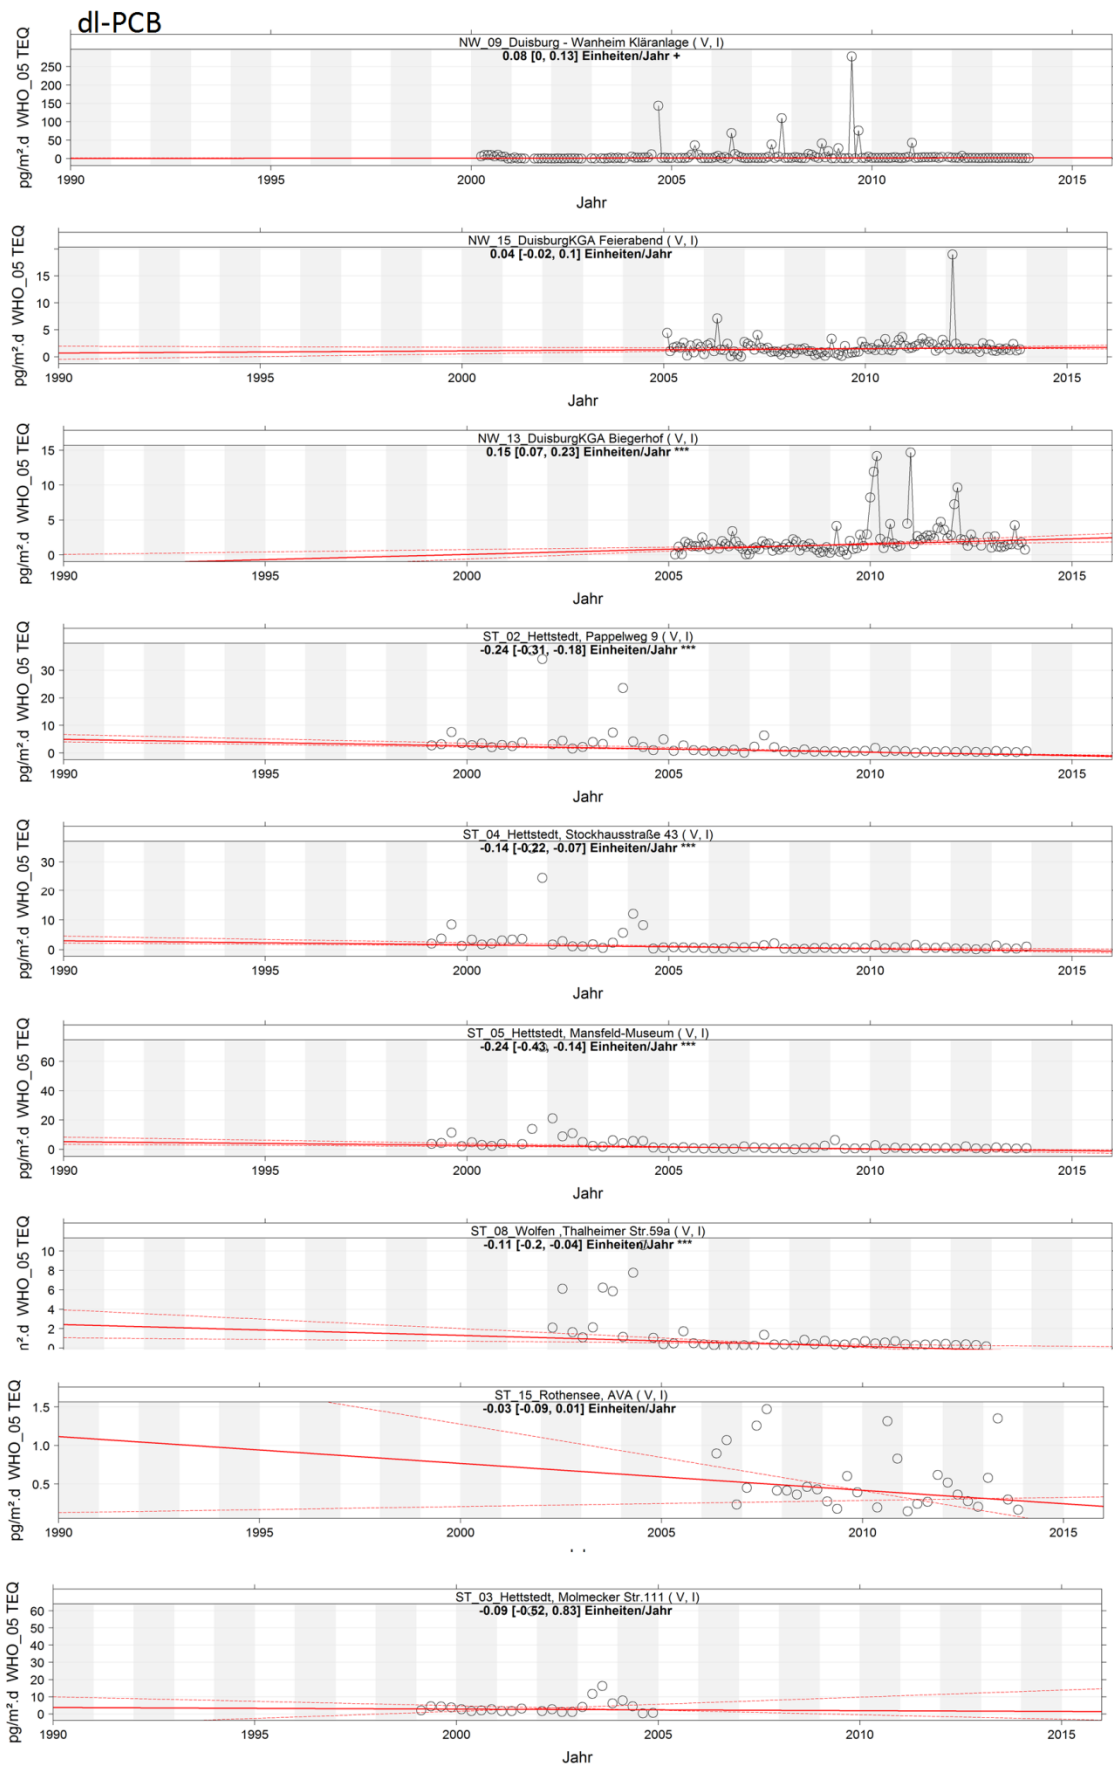 dl-PCB
NW_09_Duisburg - Wanheim Kläranlage ( V, I)
0.08 [0, 0.13] Einheiten/Jahr +
pg/m².d WHO_05 TEQ
250
200
150
100
50
0
1990 1995 2000 2005 2010 2015
Jahr
NW_15_DuisburgKGA Feierabend ( V, I)
0.04 [-0.02, 0.1] Einheiten/Jahr
pg/m².d WHO_05 TEQ
15
10
5
0
1990 1995 2000 2005 2010 2015
Jahr
NW_13_DuisburgKGA Biegerhof ( V, I)
0.15 [0.07, 0.23] Einheiten/Jahr ***
pg/m².d WHO_05 TEQ
15
10
5
0
1990 1995 2000 2005 2010 2015
Jahr
ST_02_Hettstedt, Pappelweg 9 ( V, I)
-0.24 [-0.31, -0.18] Einheiten/Jahr ***
pg/m².d WHO_05 TEQ
30
20
10
0
1990 1995 2000 2005 2010 2015
Jahr
ST_04_Hettstedt, Stockhausstraße 43 ( V, I)
-0.14 [-0.22, -0.07] Einheiten/Jahr ***
pg/m².d WHO_05 TEQ
30
20
10
0
1990 1995 2000 2005 2010 2015
Jahr
ST_05_Hettstedt, Mansfeld-Museum ( V, I)
-0.24 [-0.43, -0.14] Einheiten/Jahr ***
pg/m².d WHO_05 TEQ
60
40
20
0
1990 1995 2000 2005 2010 2015
Jahr
ST_08_Wolfen ,Thalheimer Str.59a ( V, I)
-0.11 [-0.2, -0.04] Einheiten/Jahr ***
n².d WHO_05 TEQ
10
8
6
4
2
0
ST_15_Rothensee, AVA ( V, I)
-0.03 [-0.09, 0.01] Einheiten/Jahr
pg/m².d WHO_05 TEQ
1.5
1.0
0.5
1990 1995 2000 2005 2010 2015
ST_03_Hettstedt, Molmecker Str.111 ( V, I)
-0.09 [-0.52, 0.83] Einheiten/Jahr
pg/m².d WHO_05 TEQ
60
50
40
30
20
10
0
1990 1995 2000 2005 2010 2015
Jahr